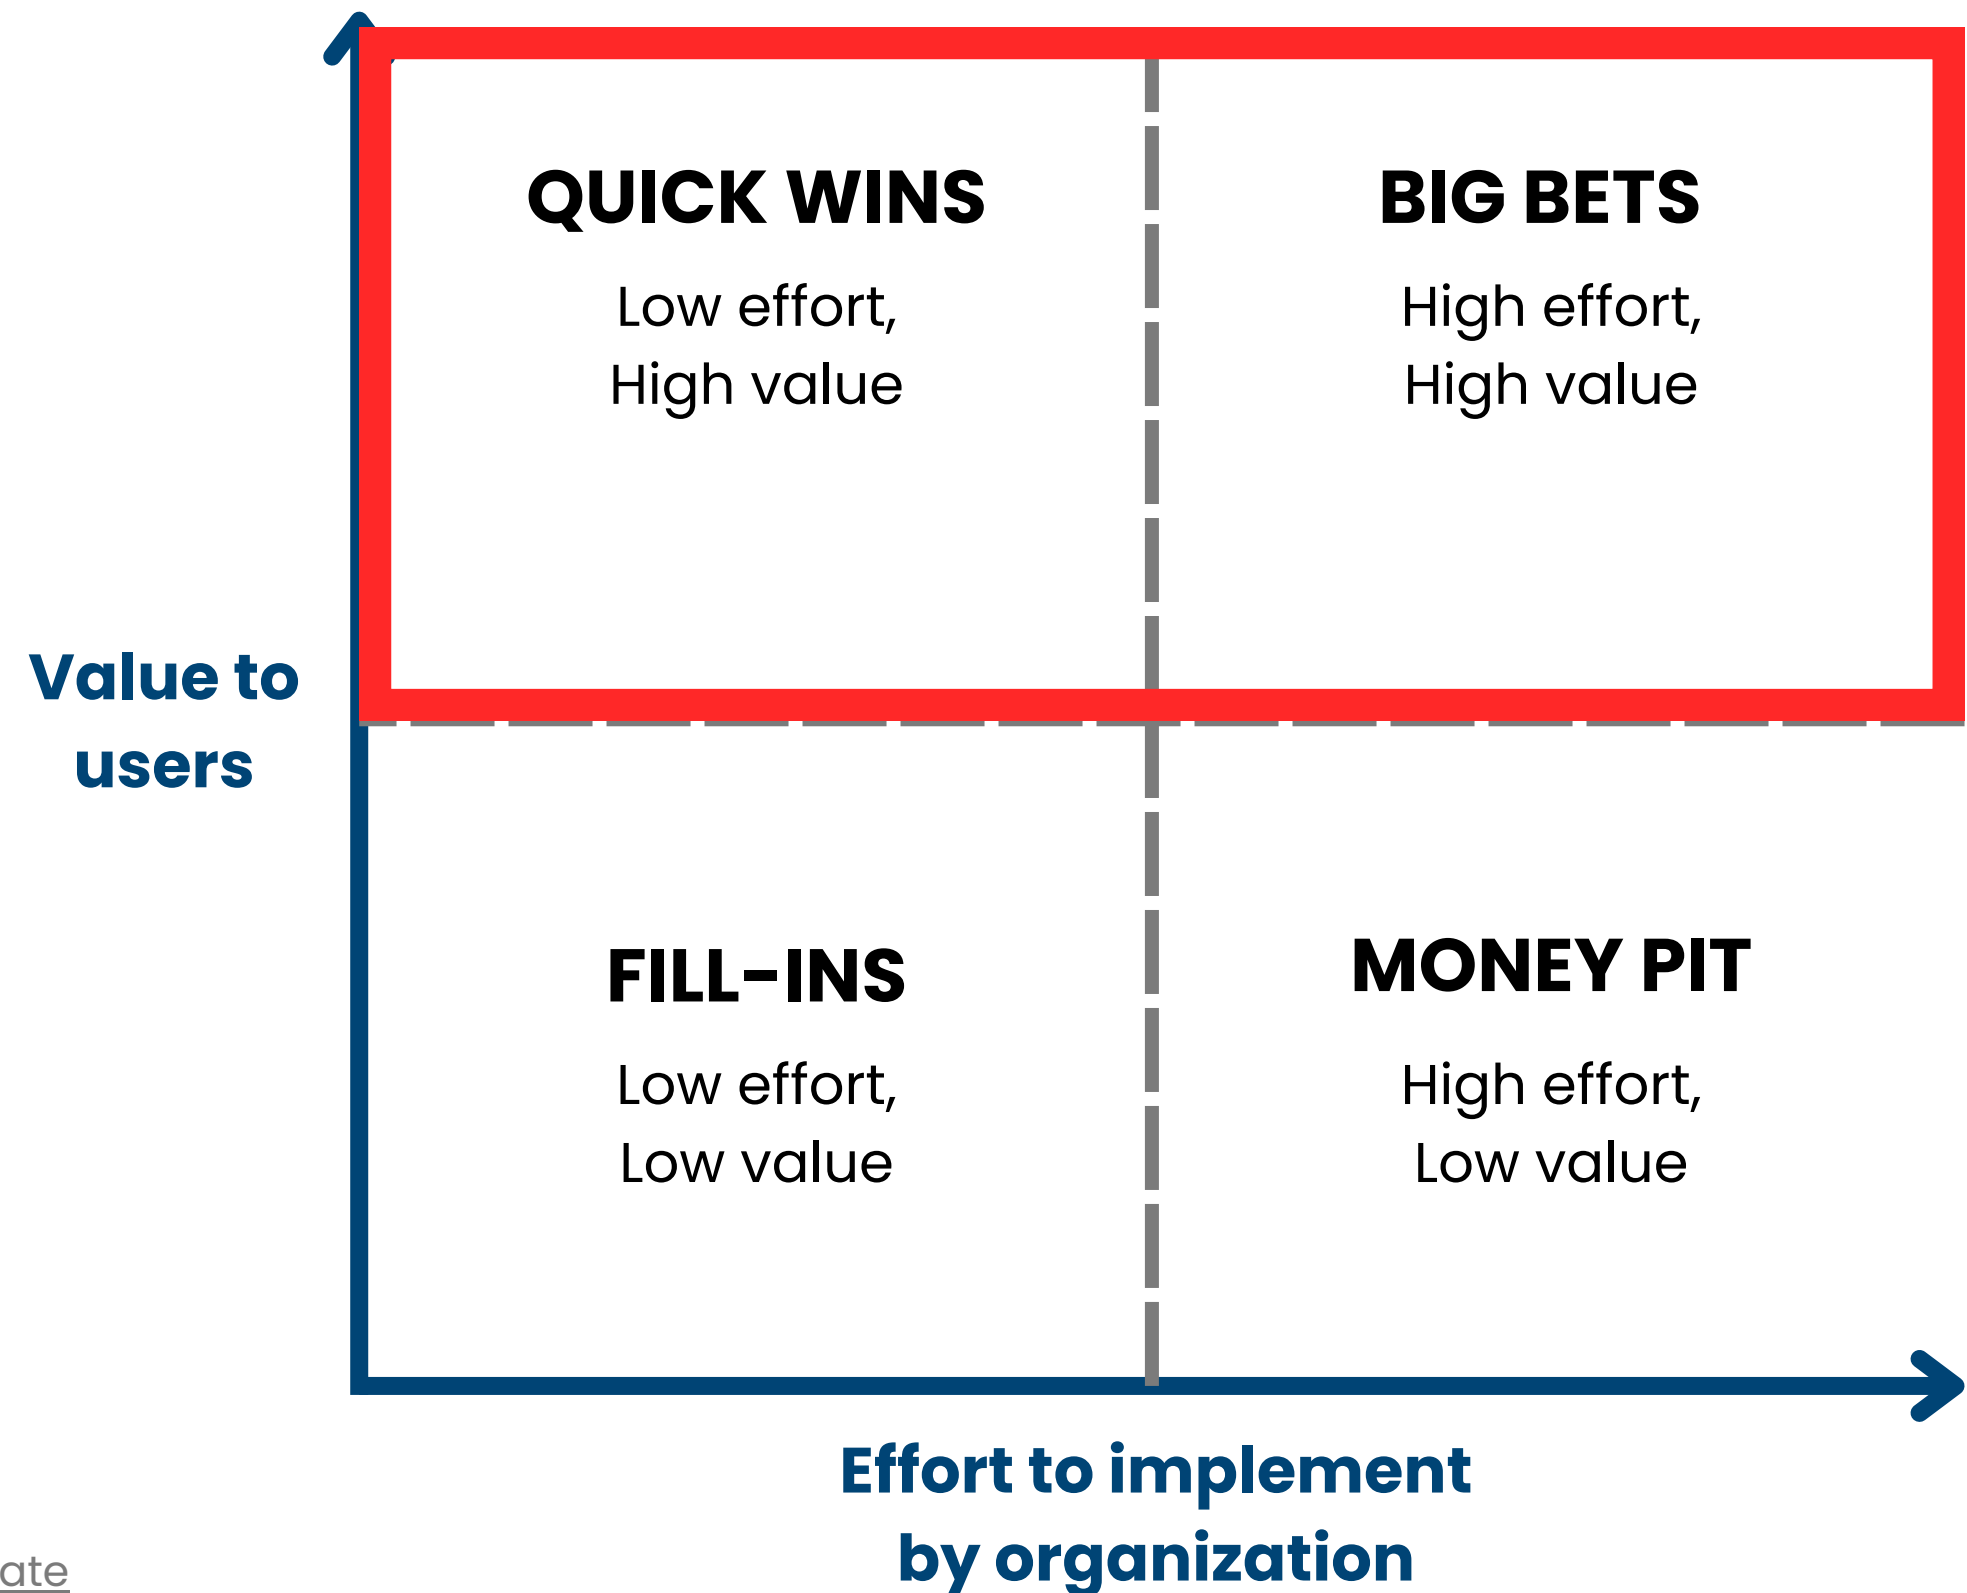 QUICK WINS
Low effort,
High value
BIG BETS
High effort,
High value
Value to
users
FILL-INS
Low effort,
Low value
MONEY PIT
High effort,
Low value
Effort to implement
by organization
ate